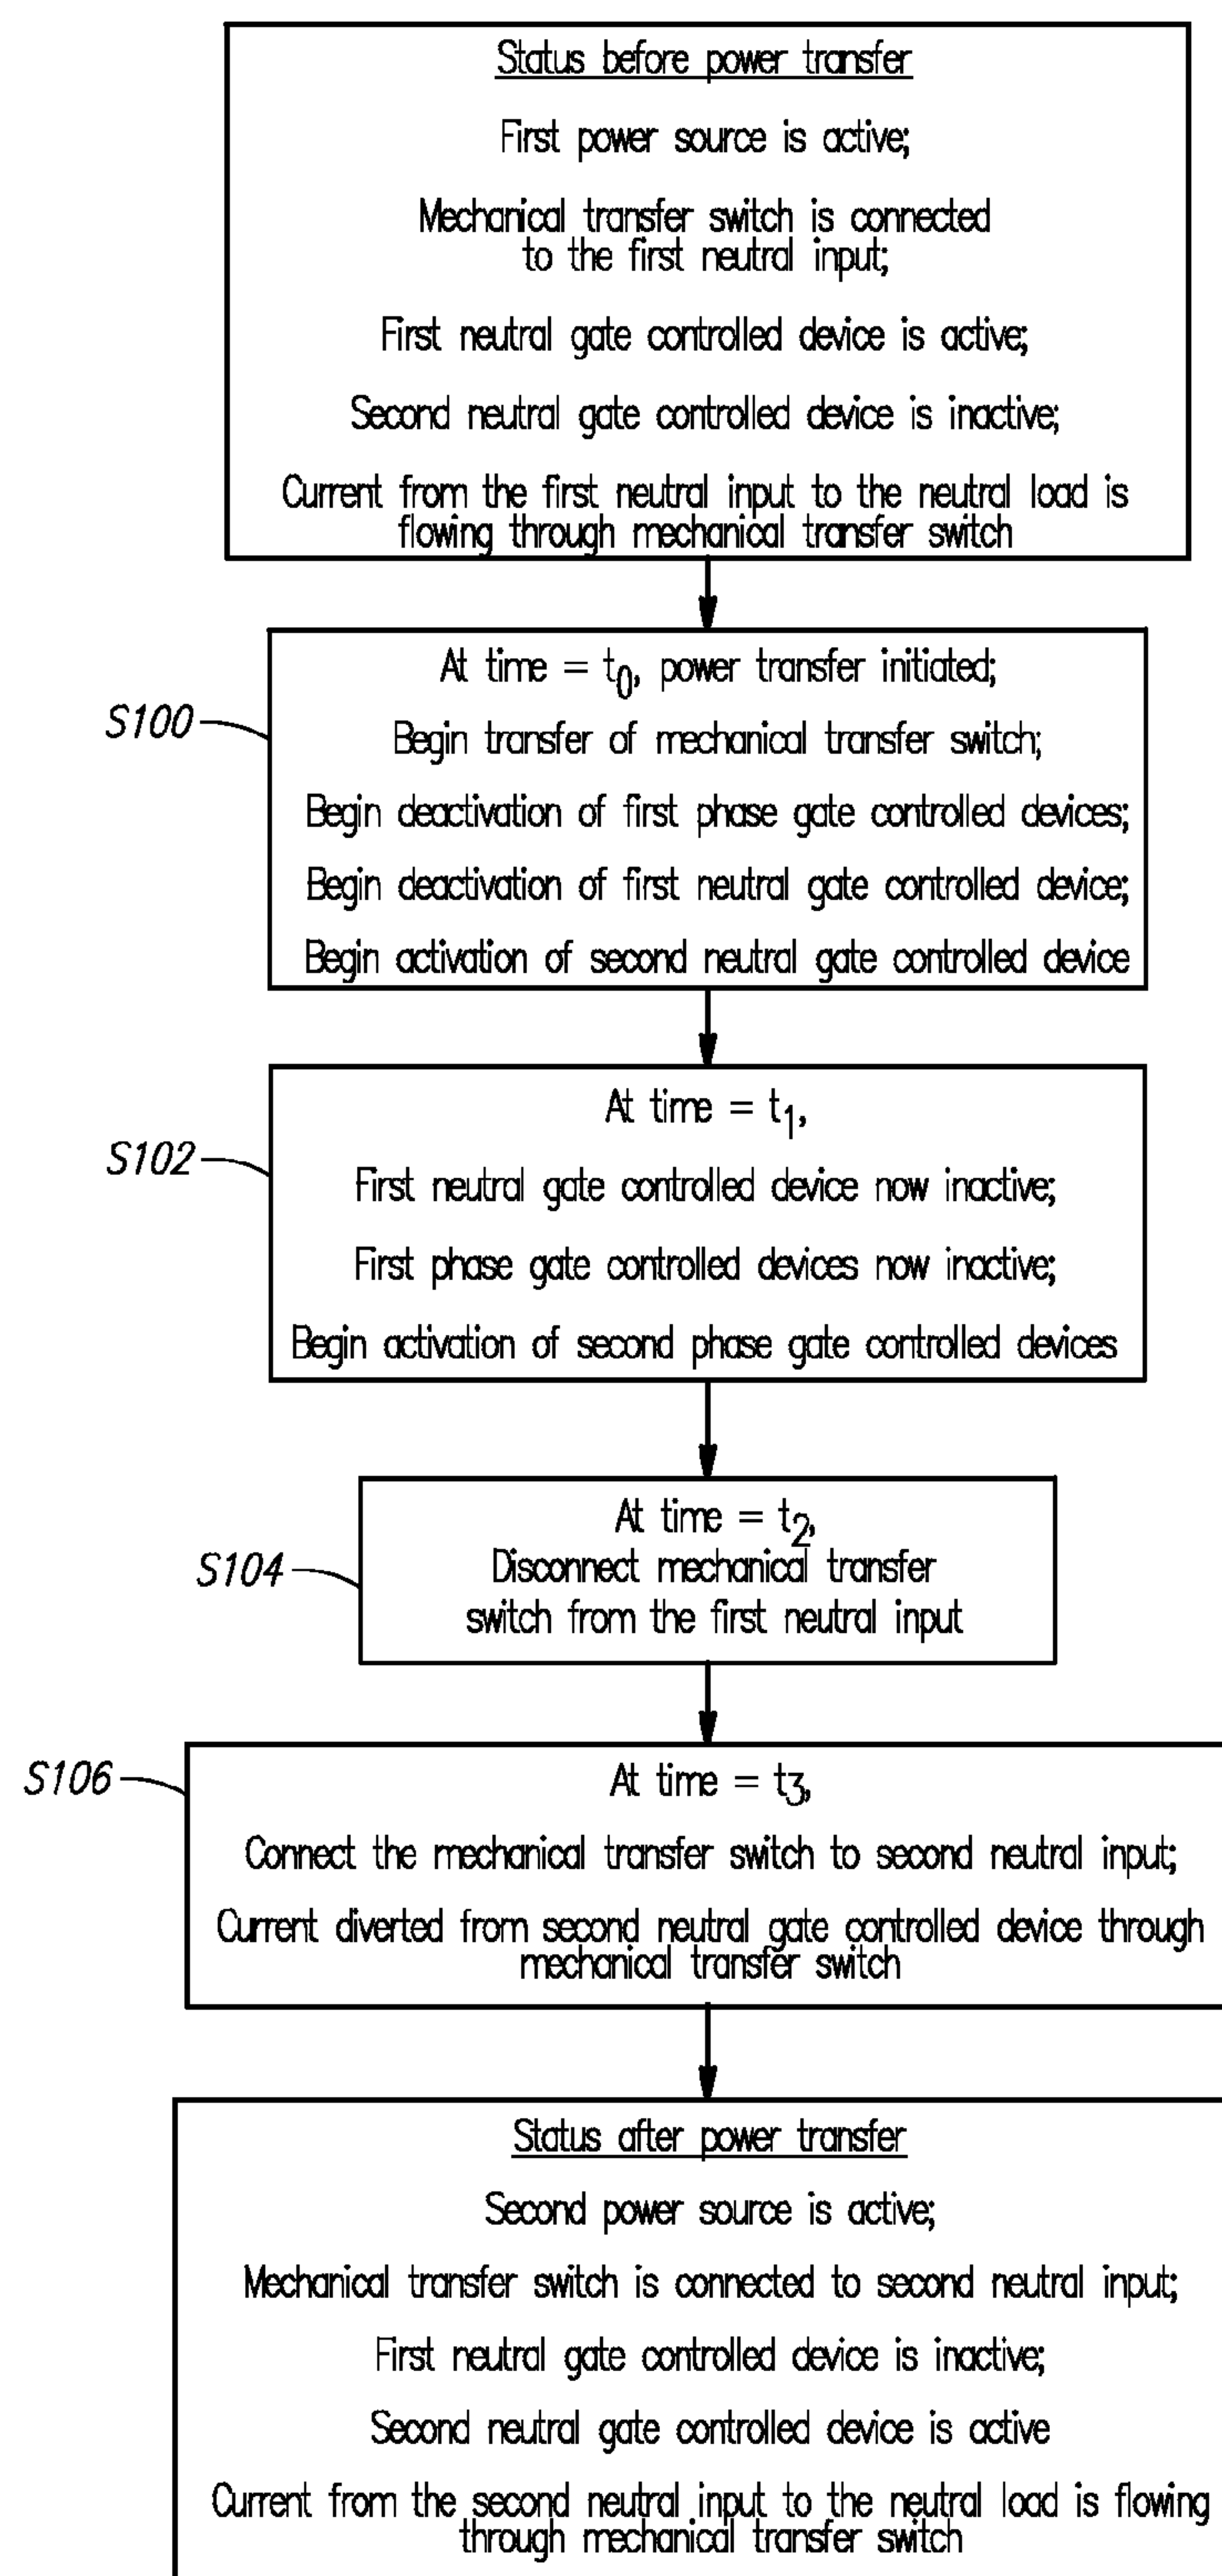 Status before power transfer
First power source is active;
Mechanical transfer switch is connected
to the first neutral input;
First neutral gate controlled device is active;
Second neutral gate controlled device is inactive;
Current from the first neutral input to the neutral load is
flowing through mechanical transfer switch
S100
At time = t0, power transfer initiated;
Begin transfer of mechanical transfer switch;
Begin deactivation of first phase gate controlled devices;
Begin deactivation of first neutral gate controlled device;
Begin activation of second neutral gate controlled device
S102
At time = t1,
First neutral gate controlled device now inactive;
First phase gate controlled devices now inactive;
Begin activation of second phase gate controlled devices
S104
At time = t2,
Disconnect mechanical transfer
switch from the first neutral input
S106
At time = t3,
Connect the mechanical transfer switch to second neutral input;
Current diverted from second neutral gate controlled device through
mechanical transfer switch
Status after power transfer
Second power source is active;
Mechanical transfer switch is connected to second neutral input;
First neutral gate controlled device is inactive;
Second neutral gate controlled device is active
Current from the second neutral input to the neutral load is flowing
through mechanical transfer switch